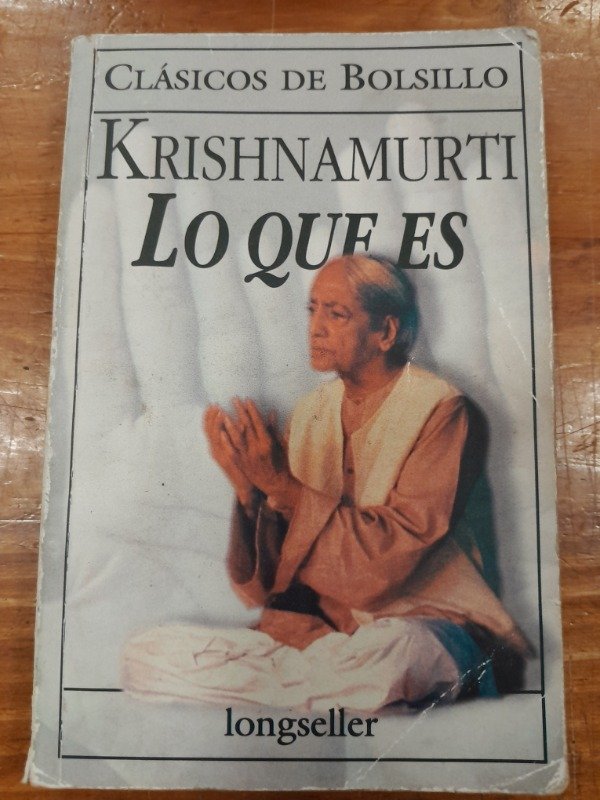 CLÁSICOS DE BOLSILLO
KRISHNAMURTI
LO QUE ES
longseller